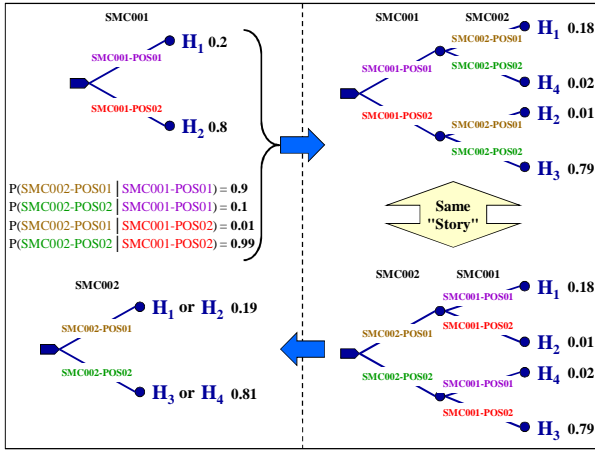 SMC001
H1 0.2
SMC001-POS01
SMC001-POS02
H2 0.8
P(SMC002-POS01 | SMC001-POS01) = 0.9
P(SMC002-POS02 | SMC001-POS01) = 0.1
P(SMC002-POS01 | SMC001-POS02) = 0.01
P(SMC002-POS02 | SMC001-POS02) = 0.99
SMC001 SMC002
H1 0.18
SMC002-POS01
SMC001-POS01
SMC002-POS02
H4 0.02
H2 0.01
SMC001-POS02
SMC002-POS01
SMC002-POS02
H3 0.79
Same
"Story"
SMC002
H1 or H2 0.19
SMC002-POS01
SMC002-POS02
H3 or H4 0.81
SMC002 SMC001
H1 0.18
SMC001-POS01
SMC002-POS01
SMC001-POS02
H2 0.01
H4 0.02
SMC002-POS02
SMC001-POS01
SMC001-POS02
H3 0.79